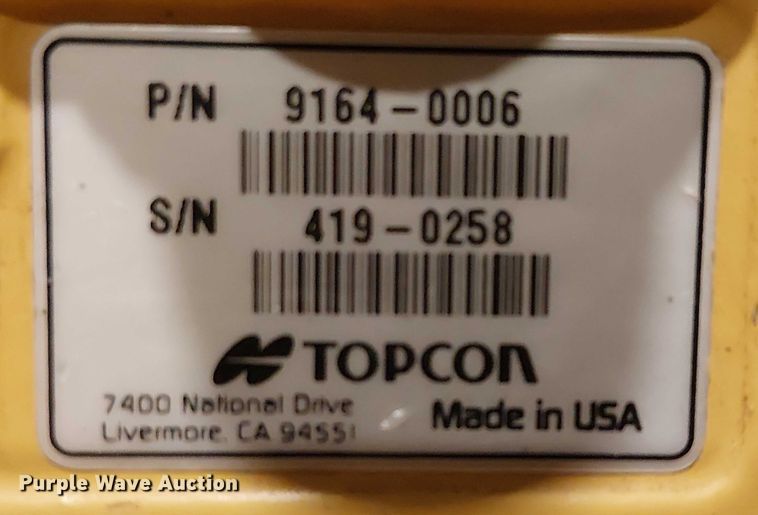 P/N 9164-0006
S/N 419-0258
TOPCON
7400 National Drive
Livermore, CA 94551
Made in USA
Purple Wave Auction